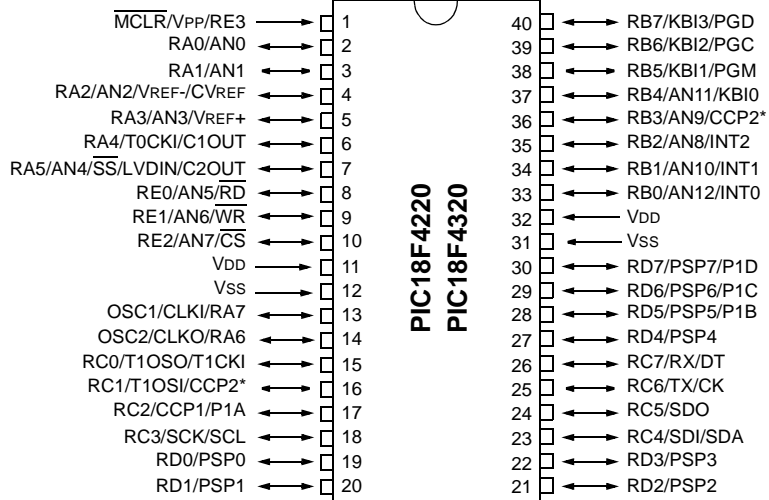 MCLR/VPP/RE3 1 40 RB7/KBI3/PGD
RA0/AN0 2 39 RB6/KBI2/PGC
RA1/AN1 3 38 RB5/KBI1/PGM
RA2/AN2/VREF-/CVREF 4 37 RB4/AN11/KBI0
RA3/AN3/VREF+ 5 36 RB3/AN9/CCP2*
RA4/T0CKI/C1OUT 6 35 RB2/AN8/INT2
RA5/AN4/SS/LVDIN/C2OUT 7 34 RB1/AN10/INT1
RE0/AN5/RD 8 33 RB0/AN12/INT0
RE1/AN6/WR 9 32 VDD
RE2/AN7/CS 10 31 VSS
VDD 11 30 RD7/PSP7/P1D
VSS 12 29 RD6/PSP6/P1C
OSC1/CLKI/RA7 13 28 RD5/PSP5/P1B
OSC2/CLKO/RA6 14 27 RD4/PSP4
RC0/T1OSO/T1CKI 15 26 RC7/RX/DT
RC1/T1OSI/CCP2* 16 25 RC6/TX/CK
RC2/CCP1/P1A 17 24 RC5/SDO
RC3/SCK/SCL 18 23 RC4/SDI/SDA
RD0/PSP0 19 22 RD3/PSP3
RD1/PSP1 20 21 RD2/PSP2
PIC18F4220
PIC18F4320